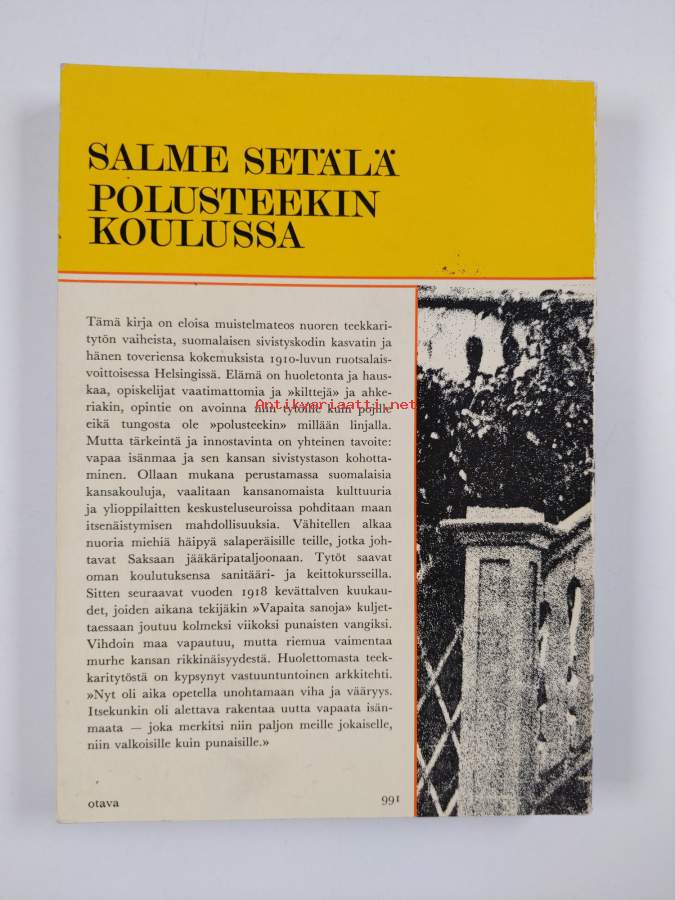 SALME SETÄLÄ
POLUSTEEKIN
KOULUSSA
Tämä kirja on eloisa muistelmateos nuoren teekkari-
tytön vaiheista, suomalaisen sivistyskodin kasvatin ja
hänen toveriensa kokemuksista 1910-luvun ruotsalais-
voittoisessa Helsingissä. Elämä on huoletonta ja haus-
kaa, opiskelijat vaatimattomia ja »kilttejä» ja ahke-
riakin, opintie on avoinna niin tytöille kuin pojille
Antikvariaatti.net
eikä tungosta ole »polusteekin» millään linjalla.
Mutta tärkeintä ja innostavinta on yhteinen tavoite:
vapaa isänmaa ja sen kansan sivistystason kohotta-
minen. Ollaan mukana perustamassa suomalaisia
kansakouluja, vaalitaan kansanomaista kulttuuria
ja ylioppilaitten keskusteluseuroissa pohditaan maan
itsenäistymisen mahdollisuuksia. Vähitellen alkaa
nuoria miehiä häipyä salaperäisille teille, jotka joh-
tavat Saksaan jääkäripataljoonaan. Tytöt saavat
oman koulutuksensa sanitääri- ja keittokursseilla.
Sitten seuraavat vuoden 1918 kevättalven kuukau-
det, joiden aikana tekijäkin »Vapaita sanoja» kuljet-
taessaan joutuu kolmeksi viikoksi punaisten vangiksi.
Vihdoin maa vapautuu, mutta riemua vaimentaa
murhe kansan rikkinäisyydestä. Huolettomasta teek-
karitytöstä on kypsynyt vastuuntuntoinen arkkitehti.
»Nyt oli aika opetella unohtamaan viha ja vääryys.
Itsekunkin oli alettava rakentaa uutta vapaata isän-
maata — joka merkitsi niin paljon meille jokaiselle,
niin valkoisille kuin punaisille.»
otava 991